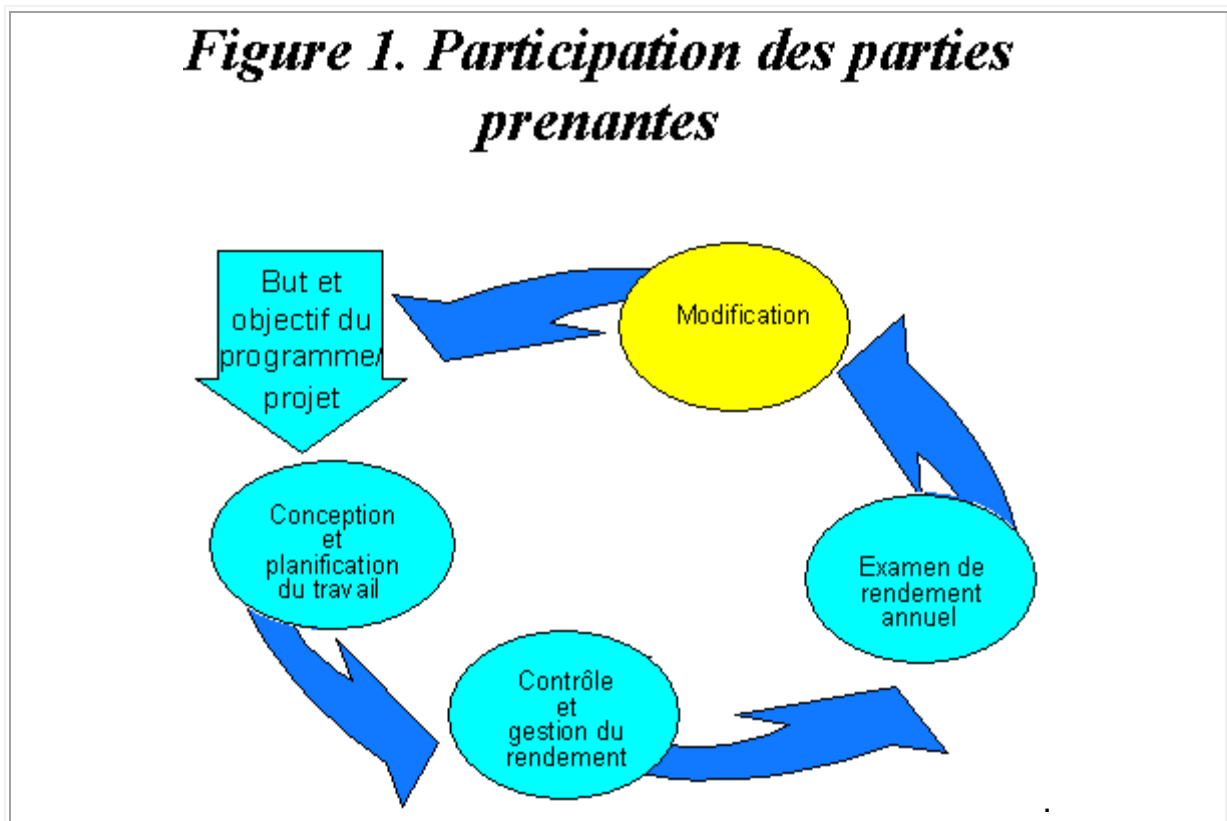 Figure 1. Participation des parties
prenantes
But et
objectif du
programme/
projet
Modification
Conception
et
planification
du travail
Examen de
rendement
annuel
Contrôle
et
gestion du
rendement
.